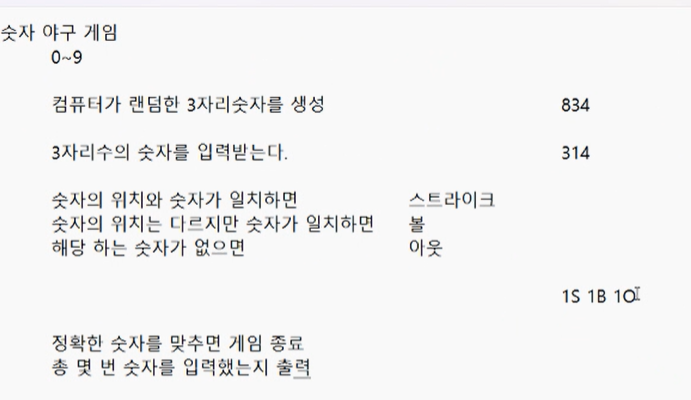 숫자 야구 게임
0~9
컴퓨터가 랜덤한 3자리숫자를 생성 834
3자리수의 숫자를 입력받는다. 314
숫자의 위치와 숫자가 일치하면 스트라이크
숫자의 위치는 다르지만 숫자가 일치하면 볼
해당 하는 숫자가 없으면 아웃
1S 1B 1O
정확한 숫자를 맞추면 게임 종료
총 몇 번 숫자를 입력했는지 출력